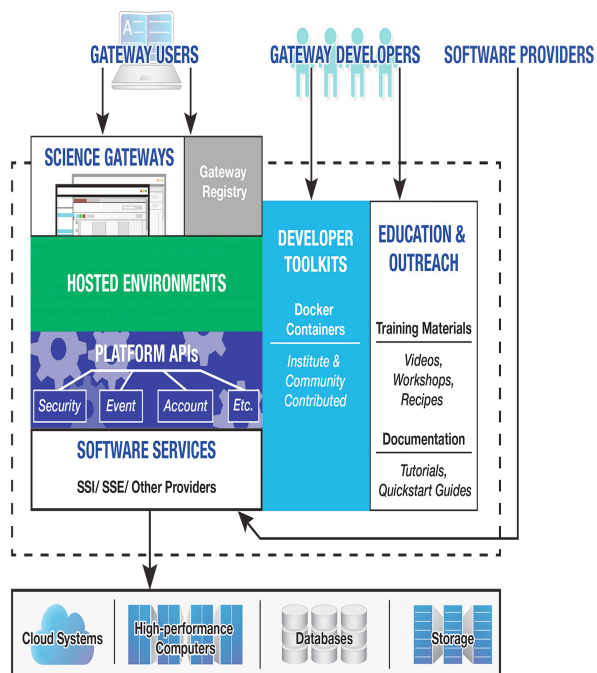 A
GATEWAY USERS
GATEWAY DEVELOPERS
SOFTWARE PROVIDERS
SCIENCE GATEWAYS
Gateway
Registry
HOSTED ENVIRONMENTS
PLATFORM APIs
Security
Event
Account
Etc.
SOFTWARE SERVICES
SSI/ SSE/ Other Providers
DEVELOPER
TOOLKITS
Docker
Containers
Institute &
Community
Contributed
EDUCATION &
OUTREACH
Training Materials
Videos,
Workshops,
Recipes
Documentation
Tutorials,
Quickstart Guides
Cloud Systems
High-performance
Computers
Databases
Storage